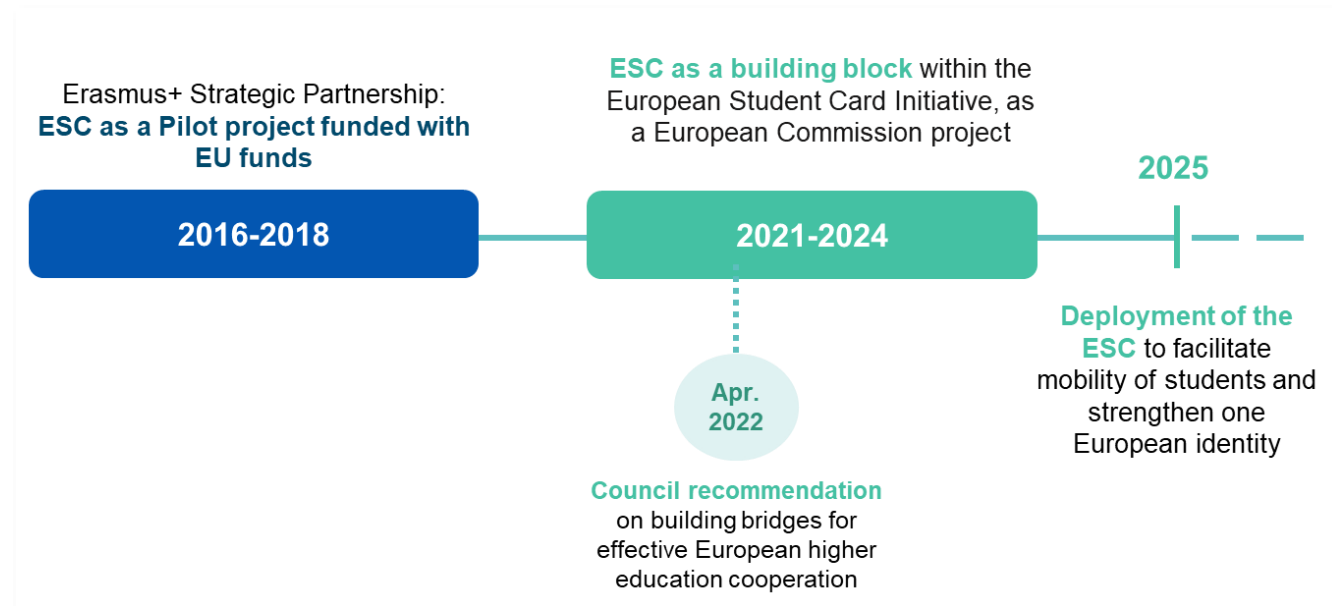 Erasmus+ Strategic Partnership:
ESC as a Pilot project funded with
EU funds
2016-2018
ESC as a building block within the
European Student Card Initiative, as
a European Commission project
2021-2024
Apr.
2022
Council recommendation
on building bridges for
effective European higher
education cooperation
2025
Deployment of the
ESC to facilitate
mobility of students and
strengthen one
European identity